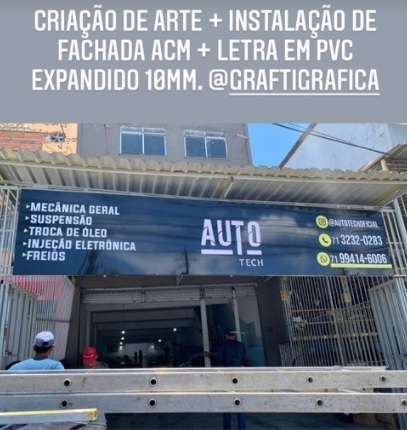 CRIAÇÃO DE ARTE + INSTALAÇÃO DE
FACHADA ACM + LETRA EM PVC
EXPANDIDO 10MM. @GRAFTIGRAFICA
MECÂNICA GERAL
SUSPENSÃO
TROCA DE ÓLEO
INJEÇÃO ELETRÔNICA
FREIOS
AUTO
TECH
@AUTOTECHOFICIAL
71 3232-0283
71 99414-6006